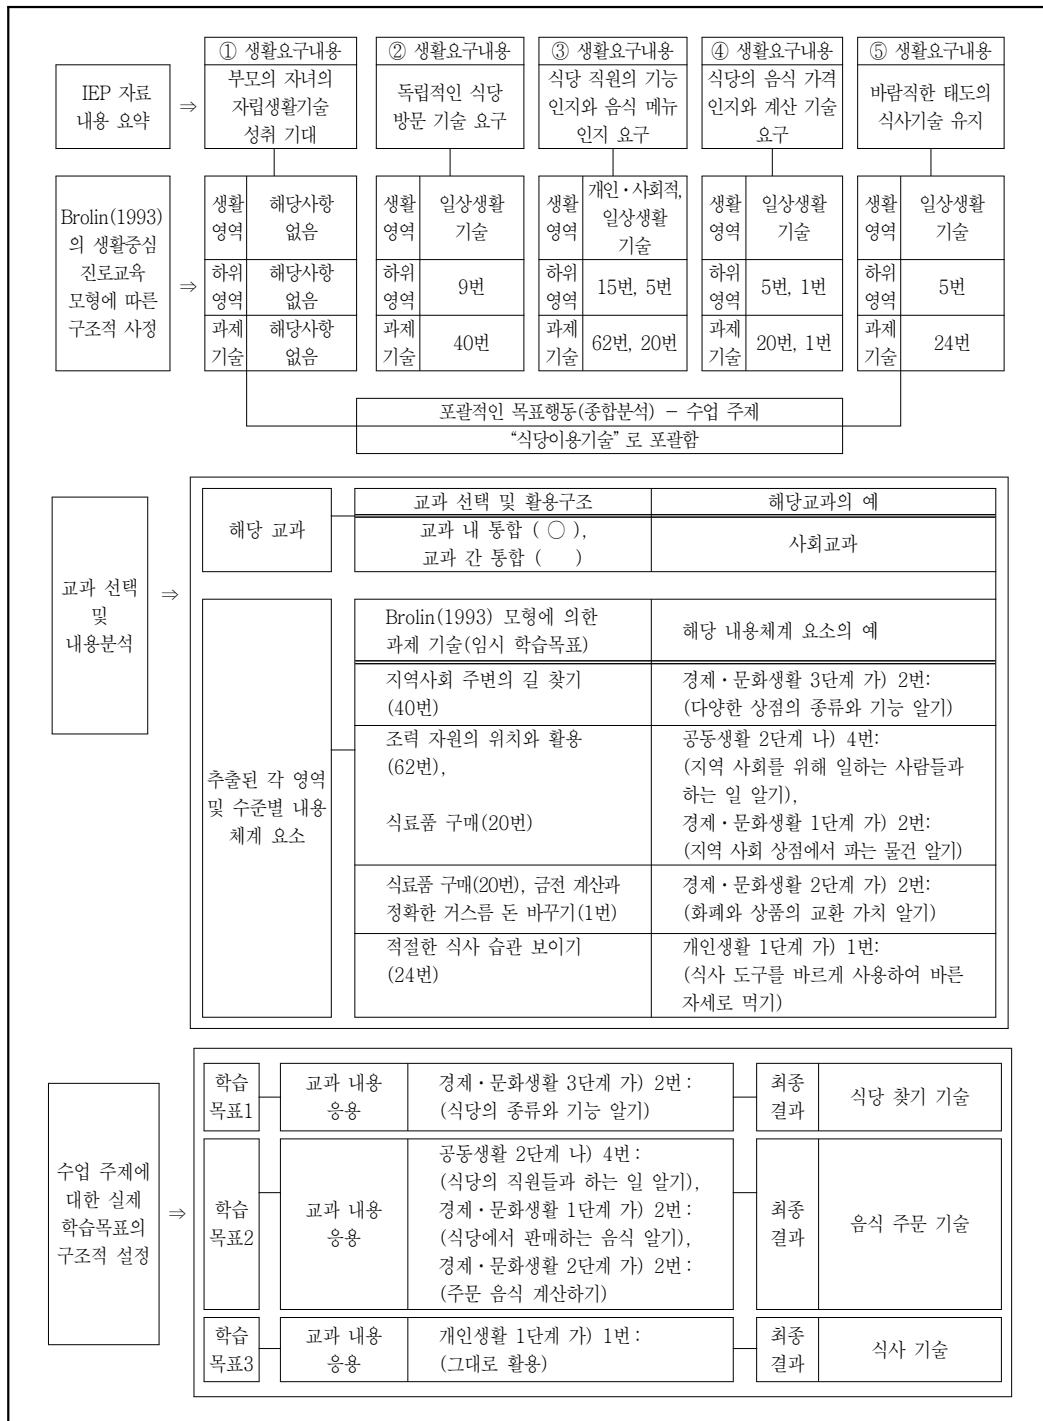 ① 생활요구내용
부모의 자녀의
자립생활기술
성취 기대
② 생활요구내용
독립적인 식당
방문 기술 요구
③ 생활요구내용
식당 직원의 기능
인지와 음식 메뉴
인지 요구
④ 생활요구내용
식당의 음식 가격
인지와 계산 기술
요구
⑤ 생활요구내용
바람직한 태도의
식사기술 유지
IEP 자료
내용 요약
⇒
Brolin(1993)
의 생활중심
진로교육
모형에 따른
구조적 사정
⇒
생활
영역
해당사항
없음
하위
영역
해당사항
없음
과제
기술
해당사항
없음
생활
영역
일상생활
기술
하위
영역
9번
과제
기술
40번
생활
영역
개인・사회적,
일상생활
기술
하위
영역
15번, 5번
과제
기술
62번, 20번
생활
영역
일상생활
기술
하위
영역
5번, 1번
과제
기술
20번, 1번
생활
영역
일상생활
기술
하위
영역
5번
과제
기술
24번
포괄적인 목표행동(종합분석) - 수업 주제
“식당이용기술” 로 포괄함
교과 선택
및
내용분석
⇒
해당 교과
교과 선택 및 활용구조
해당교과의 예
교과 내 통합 ( ○ ),
교과 간 통합 (    )
사회교과
추출된 각 영역
및 수준별 내용
체계 요소
Brolin(1993) 모형에 의한
과제 기술(임시 학습목표)
해당 내용체계 요소의 예
지역사회 주변의 길 찾기
(40번)
경제・문화생활 3단계 가) 2번:
(다양한 상점의 종류와 기능 알기)
조력 자원의 위치와 활용
(62번),
식료품 구매(20번)
공동생활 2단계 나) 4번:
(지역 사회를 위해 일하는 사람들과
하는 일 알기),
경제・문화생활 1단계 가) 2번:
(지역 사회 상점에서 파는 물건 알기)
식료품 구매(20번), 금전 계산과
정확한 거스름 돈 바꾸기(1번)
경제・문화생활 2단계 가) 2번:
(화폐와 상품의 교환 가치 알기)
적절한 식사 습관 보이기
(24번)
개인생활 1단계 가) 1번:
(식사 도구를 바르게 사용하여 바른
자세로 먹기)
수업 주제에
대한 실제
학습목표의
구조적 설정
⇒
학습
목표1
교과 내용
응용
경제・문화생활 3단계 가) 2번 :
(식당의 종류와 기능 알기)
최종
결과
식당 찾기 기술
학습
목표2
교과 내용
응용
공동생활 2단계 나) 4번 :
(식당의 직원들과 하는 일 알기),
경제・문화생활 1단계 가) 2번 :
(식당에서 판매하는 음식 알기),
경제・문화생활 2단계 가) 2번 :
(주문 음식 계산하기)
최종
결과
음식 주문 기술
학습
목표3
교과 내용
응용
개인생활 1단계 가) 1번 :
(그대로 활용)
최종
결과
식사 기술